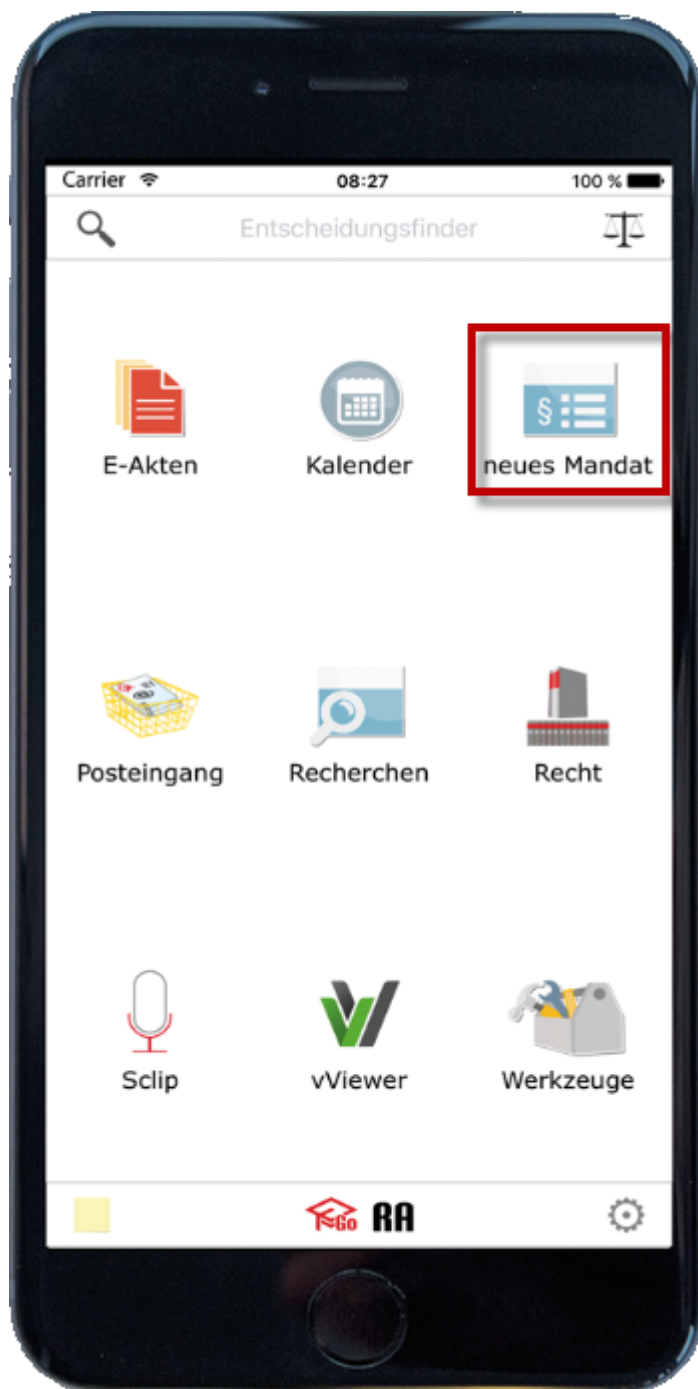 Carrier 08:27 100 %
Entscheidungsfinder
E-Akten Kalender § neues Mandat
Posteingang Recherchen Recht
Sclip vViewer Werkzeuge
Go RA